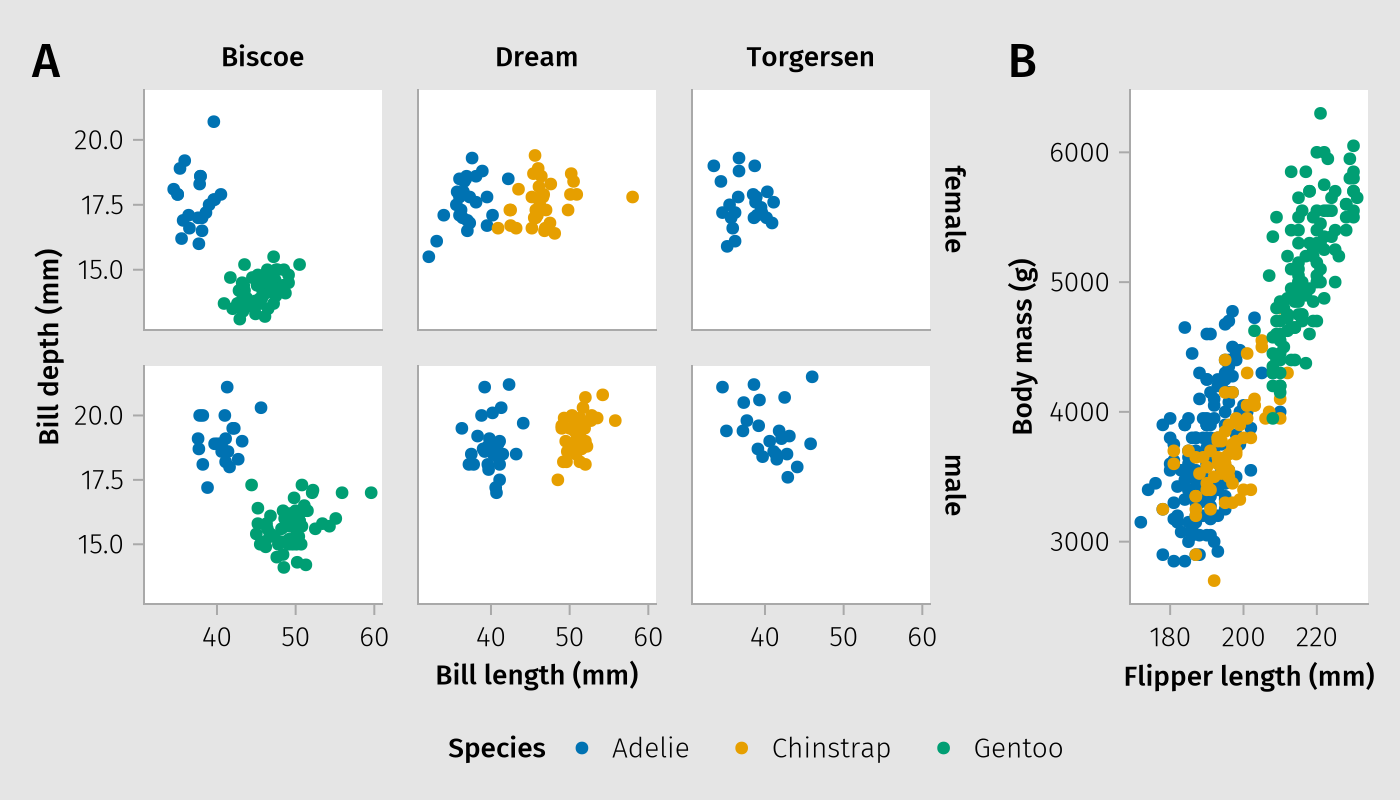 A
B
Biscoe
Dream
Torgersen
20.0
17.5
15.0
female
Bill depth (mm)
20.0
17.5
15.0
male
40
50
60
40
50
60
40
50
60
Bill length (mm)
6000
5000
4000
3000
Body mass (g)
180
200
220
Flipper length (mm)
Species
Adelie
Chinstrap
Gentoo